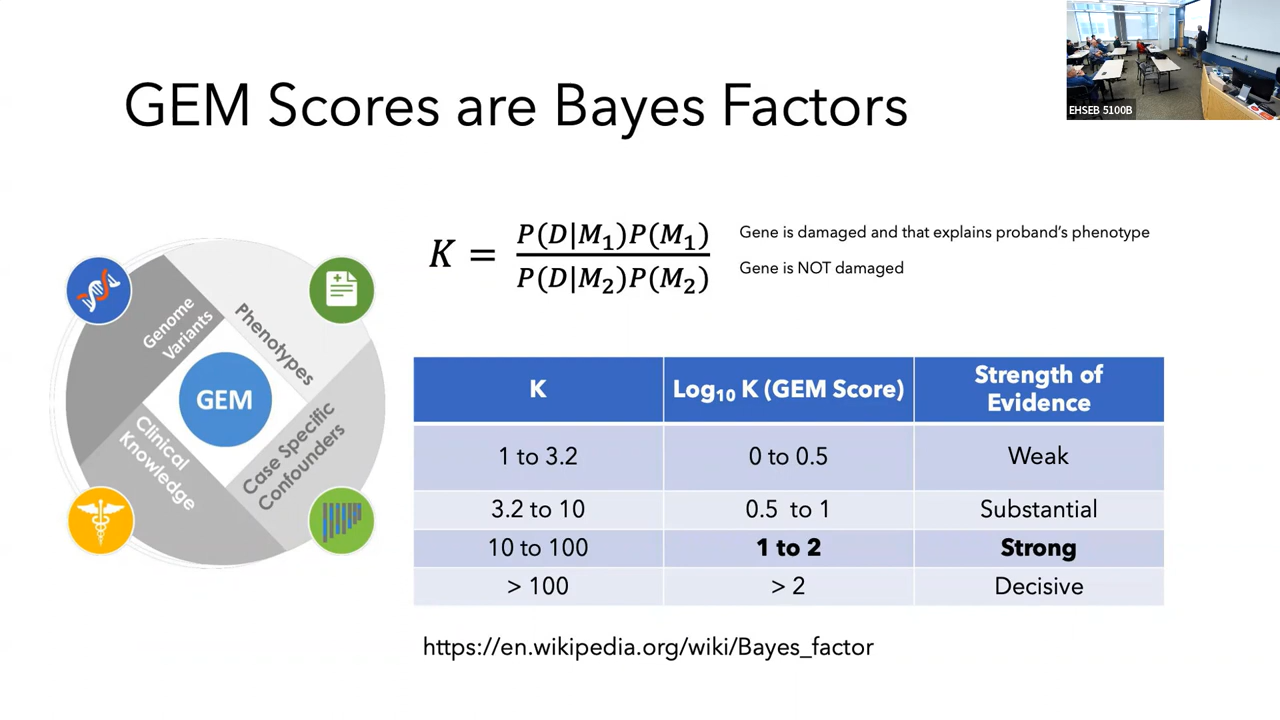 GEM Scores are Bayes Factors
EHSEB 5100B
K = P(D|M₁)P(M₁) / P(D|M₂)P(M₂)
Gene is damaged and that explains proband's phenotype
Gene is NOT damaged
Genome
Variants
Phenotypes
GEM
Clinical
Knowledge
Case Specific
Confounders
K Log₁₀ K (GEM Score) Strength of
Evidence
1 to 3.2 0 to 0.5 Weak
3.2 to 10 0.5 to 1 Substantial
10 to 100 1 to 2 Strong
> 100 > 2 Decisive
https://en.wikipedia.org/wiki/Bayes_factor